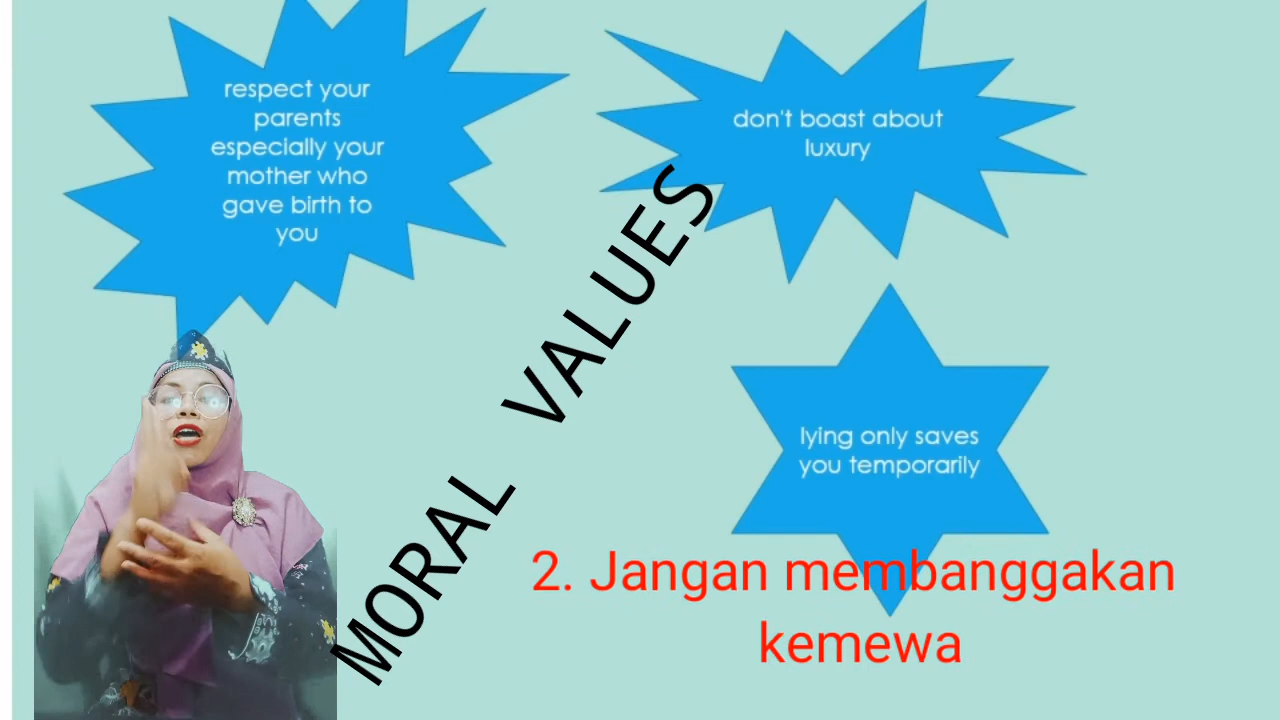 respect your
parents
especially your
mother who
gave birth to
you
don't boast about
luxury
MORAL VALUES
lying only saves
you temporarily
2. Jangan membanggakan
kemewa